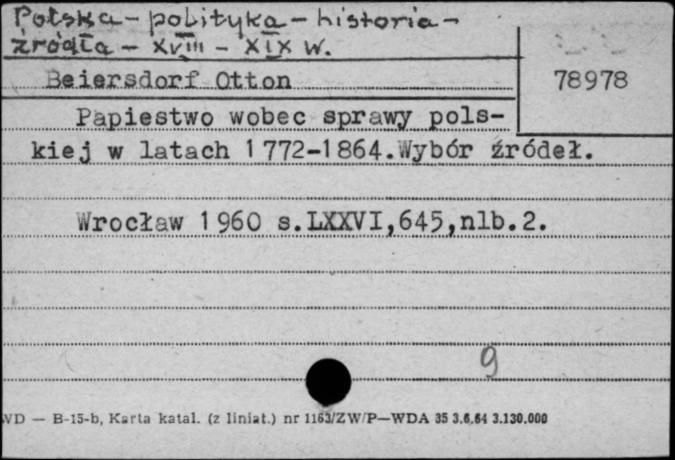 Polska – polityka – historia –
źródła – XVIII – XIX w.
Beiersdorf Otton
78978
Papiestwo wobec sprawy pols-
kiej w latach 1772-1864.Wybór źródeł.
Wrocław 1960 s.LXXVI,645,nlb.2.
9
WD — B-15-b, Karta katal. (z liniat.) nr 1163/ZW/P—WDA 35 3.6.64 3.130.000